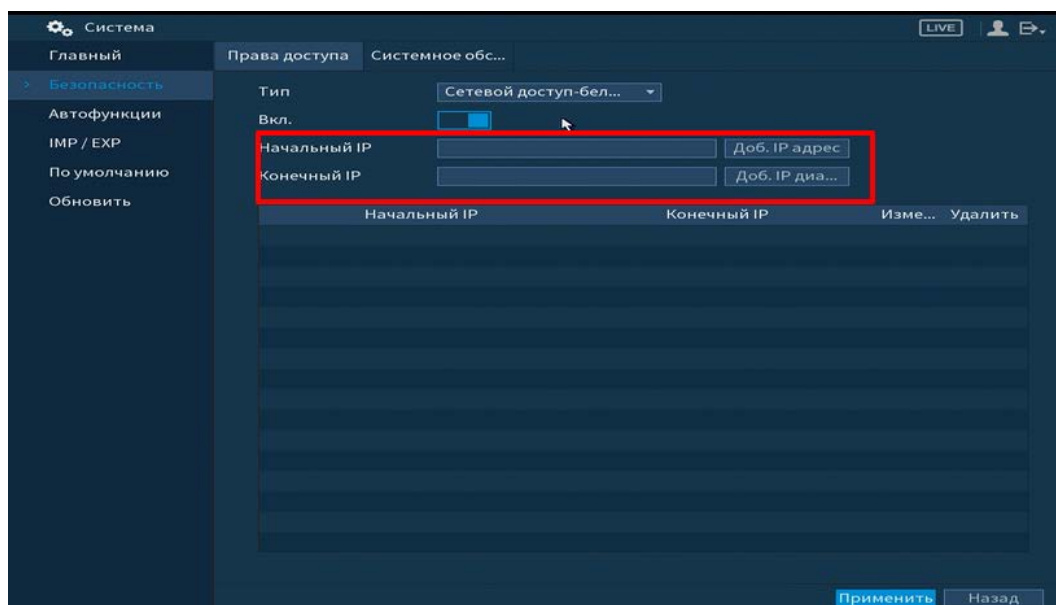 Система LIVE
Главный
Безопасность
Автофункции
IMP / EXP
По умолчанию
Обновить
Права доступа Системное обс...
Тип Сетевой доступ-бел...
Вкл.
Начальный IP Доб. IP адрес
Конечный IP Доб. IP диа...
Начальный IP Конечный IP Изме... Удалить
Применить Назад